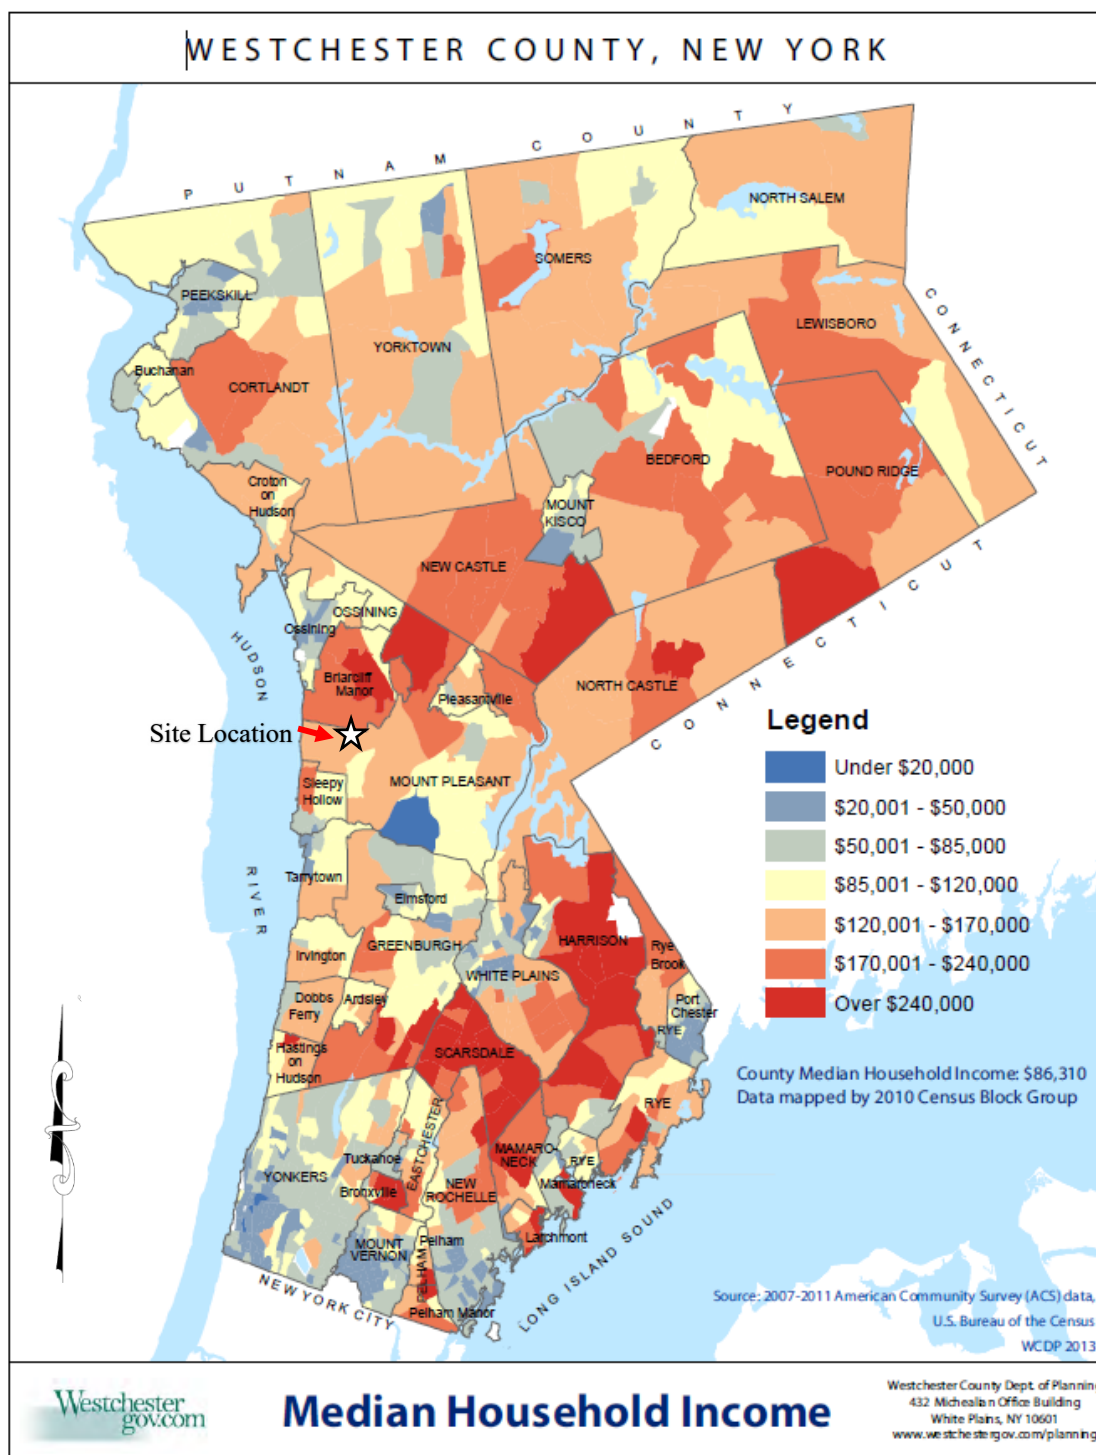 WESTCHESTER COUNTY, NEW YORK
PUTNAM COUNTY
NORTH SALEM
SOMERS
PEEKSKILL
CONNECTICUT
LEWISBORO
YORKTOWN
Buchanan
CORTLANDT
BEDFORD
POUND RIDGE
Croton
on
Hudson
MOUNT
KISCO
NEW CASTLE
CONNECTICUT
OSSINING
Ossining
HUDSON
Briarcliff
Manor
NORTH CASTLE
Pleasantville
Site Location
Legend
Under $20,000
$20,001 - $50,000
$50,001 - $85,000
$85,001 - $120,000
$120,001 - $170,000
$170,001 - $240,000
Over $240,000
MOUNT PLEASANT
Sleepy
Hollow
RIVER
Tarrytown
Elmsford
GREENBURGH
HARRISON
Rye
Brook
Irvington
WHITE PLAINS
Dobbs
Ferry
Ardsley
Port
Chester
RYE
Hastings
on
Hudson
SCARSDALE
County Median Household Income: $86,310
Data mapped by 2010 Census Block Group
RYE
EASTCHESTER
Tuckahoe
MAMARO-
NECK
RYE
YONKERS
Bronxville
NEW
ROCHELLE
Mamaroneck
MOUNT
VERNON
Pelham
PELHAM
Larchmont
LONG ISLAND SOUND
NEW YORK CITY
Pelham Manor
Source: 2007-2011 American Community Survey (ACS) data,
U.S. Bureau of the Census
WCDP 2013
Westchester
gov.com
Median Household Income
Westchester County Dept. of Planning
432 Michealian Office Building
White Plains, NY 10601
www.westchestergov.com/planning